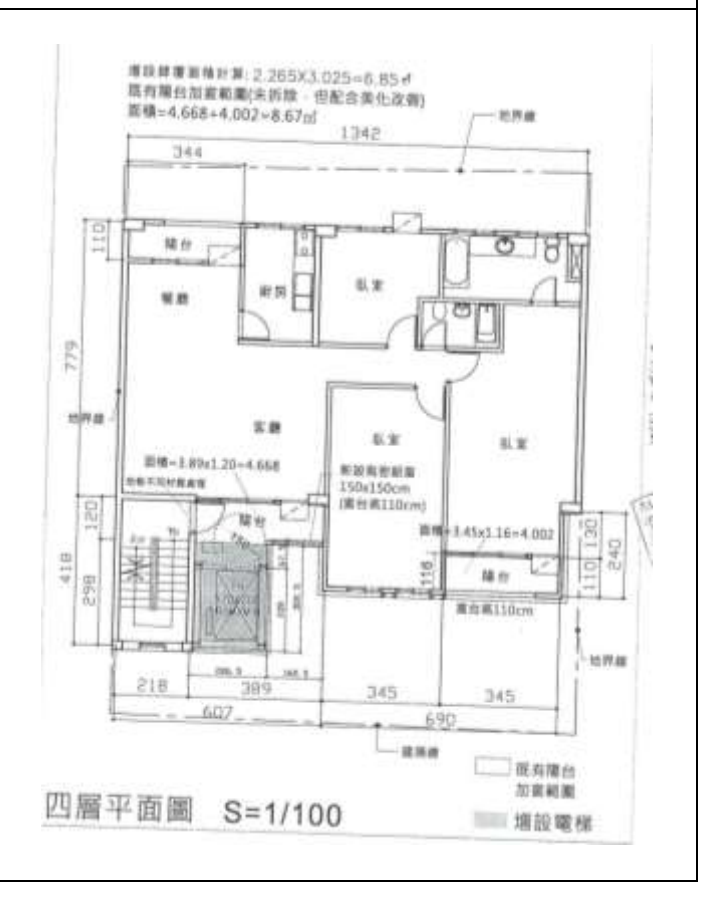 增設電梯面積計算: 2.265X3.025=6.85㎡
既有陽台加窗範圍(未拆除,但配合美化改善)
面積=4.668+4.002=8.67㎡
地界線
1342
344
110
陽台
廚房
臥室
餐廳
779
地界線
客廳
臥室
臥室
面積=3.89x1.20=4.668
新設氣密鋁窗
150x150cm
(窗台高110cm)
陽台
面積=3.45x1.16=4.002
120
130
240
418
298
116
110
陽台
窗台高110cm
地界線
218
389
345
345
607
690
建築線
既有陽台
加窗範圍
增設電梯
四層平面圖 S=1/100